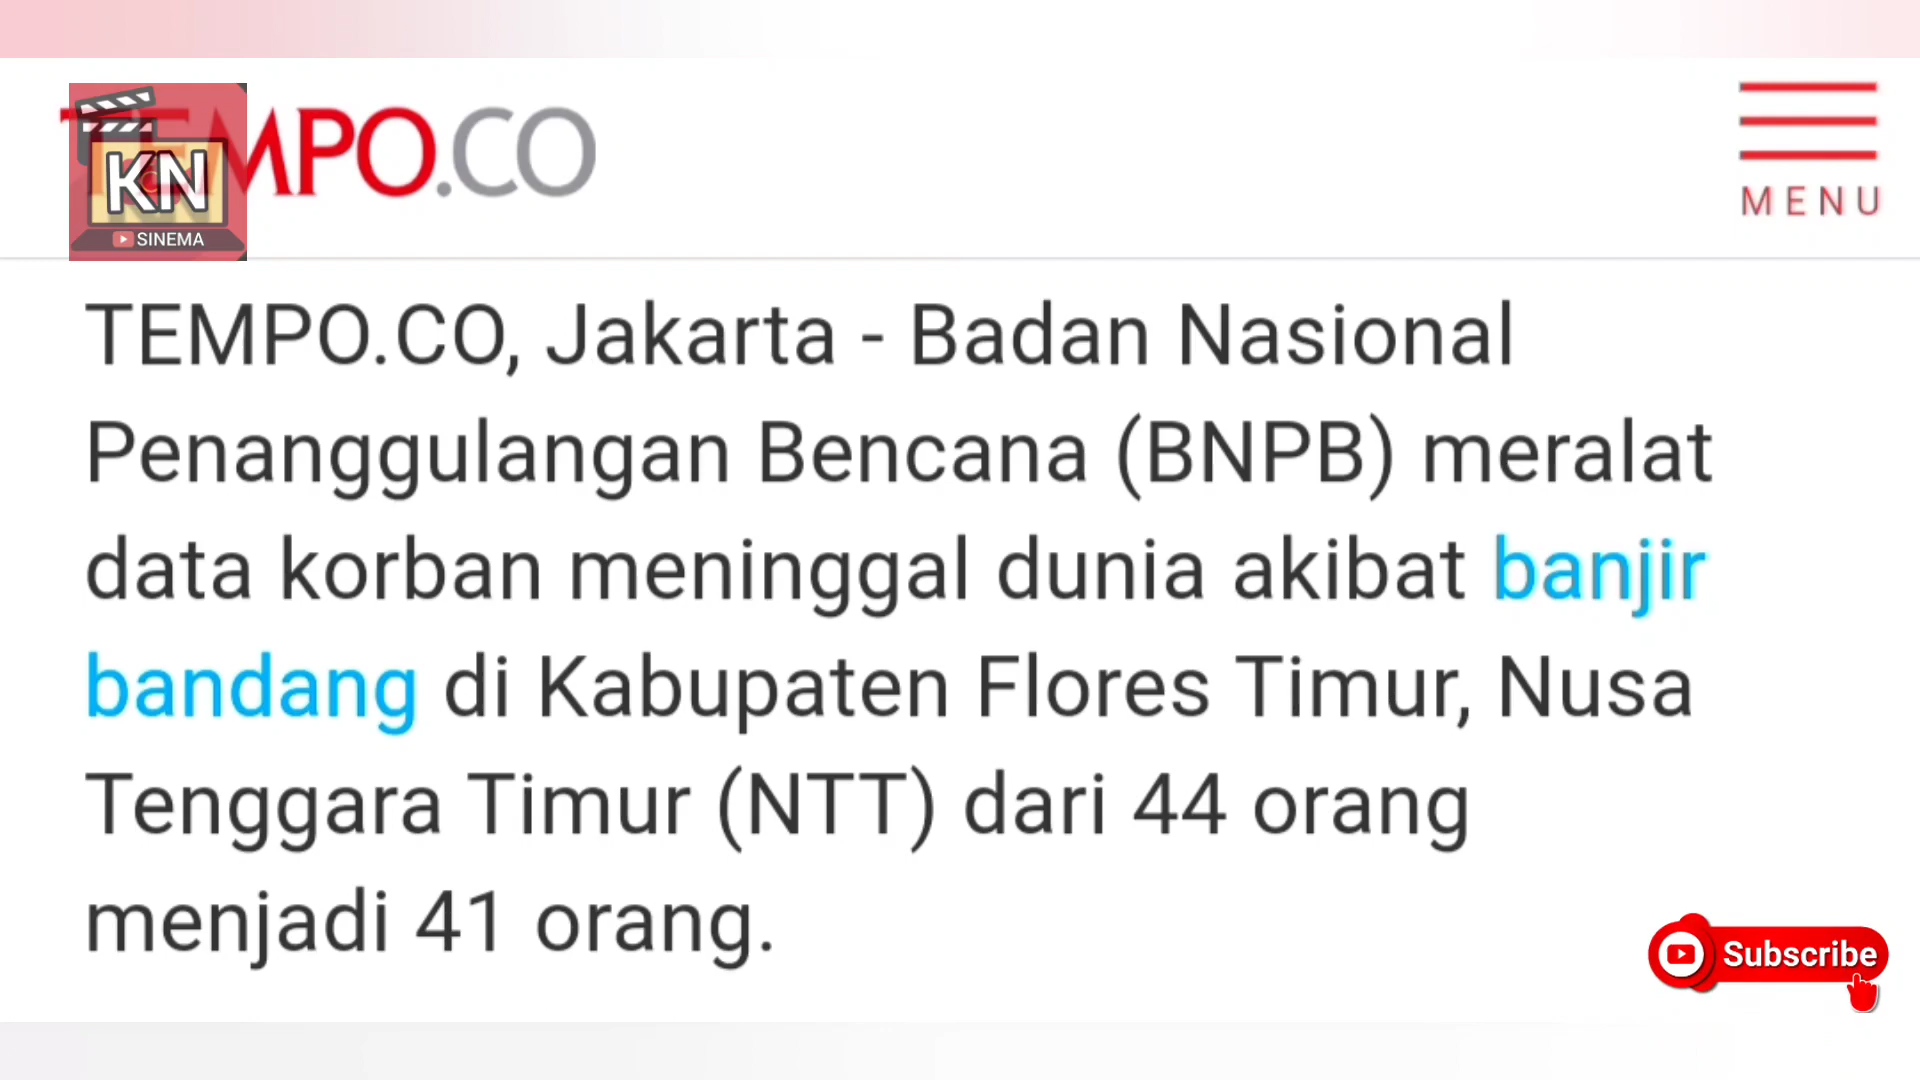 TEMPO.CO
KN
SINEMA
MENU
TEMPO.CO, Jakarta - Badan Nasional
Penanggulangan Bencana (BNPB) meralat
data korban meninggal dunia akibat banjir
bandang di Kabupaten Flores Timur, Nusa
Tenggara Timur (NTT) dari 44 orang
menjadi 41 orang.
Subscribe